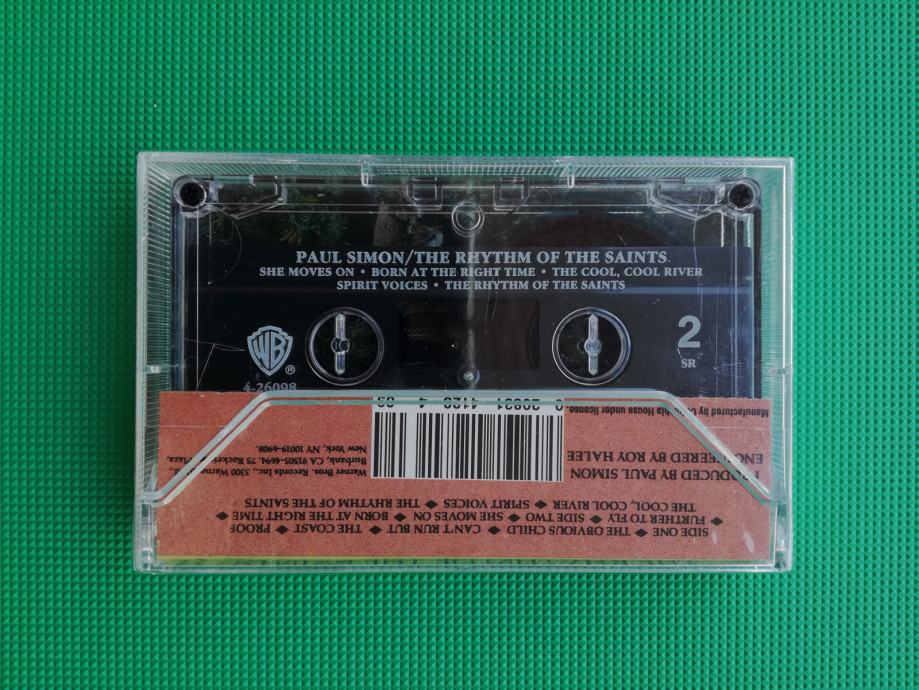 PAUL SIMON/THE RHYTHM OF THE SAINTS
SHE MOVES ON • BORN AT THE RIGHT TIME • THE COOL, COOL RIVER
SPIRIT VOICES • THE RHYTHM OF THE SAINTS
WB
®
2
SR
4-26098
SIDE ONE ◆ THE OBVIOUS CHILD ◆ CAN'T RUN BUT ◆ THE COAST ◆ PROOF
◆ FURTHER TO FLY ◆ SIDE TWO ◆ SHE MOVES ON ◆ BORN AT THE RIGHT TIME ◆
THE COOL, COOL RIVER ◆ SPIRIT VOICES ◆ THE RHYTHM OF THE SAINTS
PRODUCED BY PAUL SIMON
ENGINEERED BY ROY HALEE
Warner Bros. Records Inc., 3300 Warner
Burbank, CA 91505-4694, 75 Rockefeller Plaza,
New York, NY 10019-6908.
Manufactured by Columbia House under license.